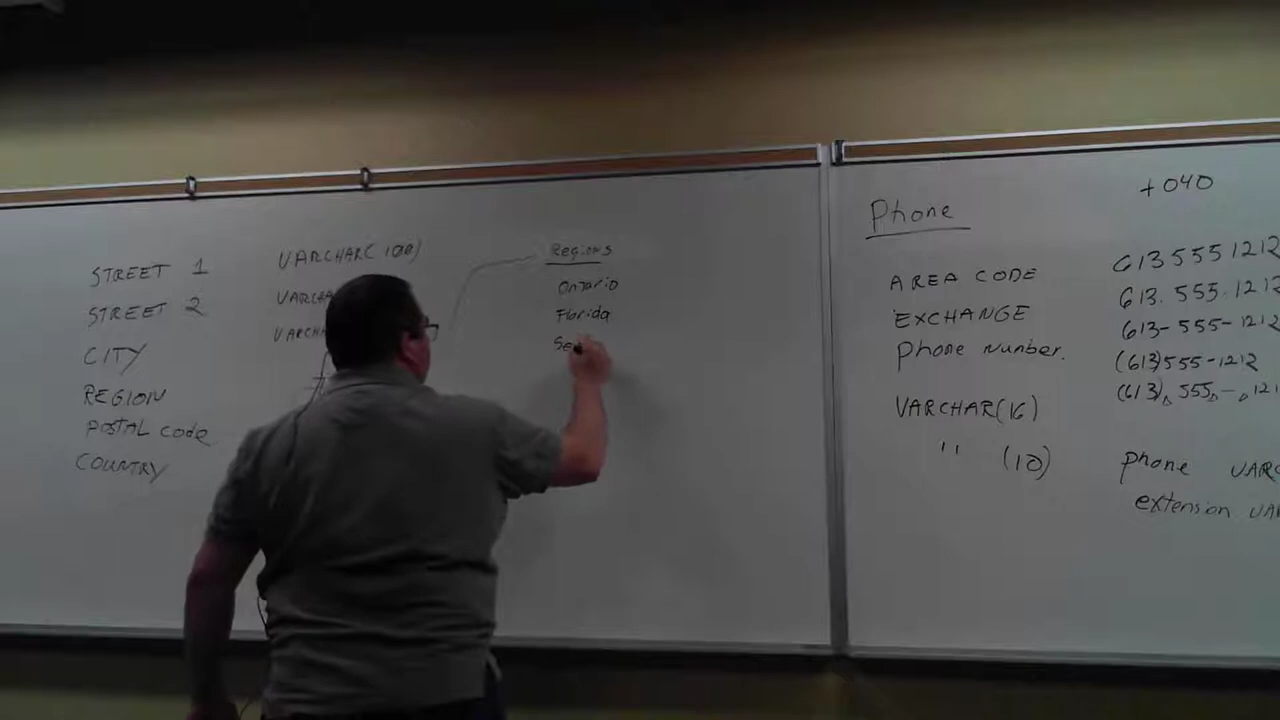 STREET 1 VARCHAR(100)
STREET 2 VARCHA
CITY VARCHA
REGION
POSTAL CODE
COUNTRY
Regions
Ontario
Florida
Se
Phone
+040
AREA CODE 6135551212
EXCHANGE 613.555.1212
Phone Number. 613-555-1212
(613)555-1212
VARCHAR(16) (613) 555 - 121
" (10)
phone VARC
extension VA